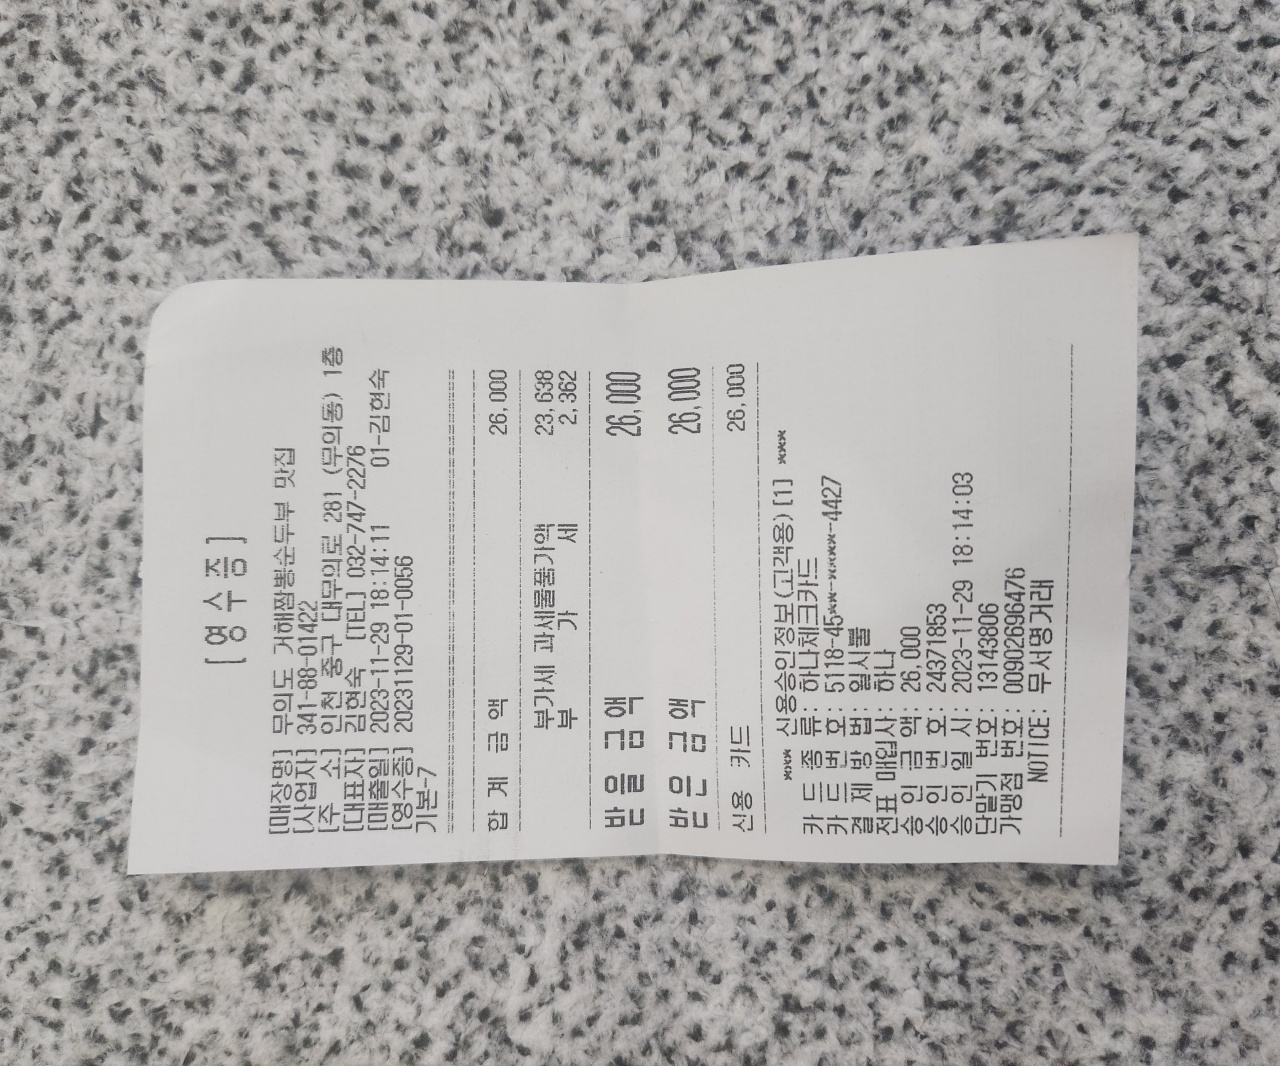 [영수증]
[매장명] 무의도 거해짬뽕순두부 맛집
[사업자] 341-88-01422
[주 소] 인천 중구 대무의로 281 (무의동) 1층
[대표자] 김현숙 [TEL] 032-747-2276
[매출일] 2023-11-29 18:14:11 01-김현숙
[영수증] 20231129-01-0056
기본-7
합 계 금 액 26,000
부가세 과세물품가액 23,638
부 가 세 2,362
받을금액 26,000
받은금액 26,000
신용 카드 26,000
*** 신용승인정보(고객용) [1] ***
카 드 종 류: 하나체크카드
카 드 번 호: 5118-45**-****-4427
결 제 방 법: 일시불
전표 매입사: 하나
승 인 금 액: 26,000
승 인 번 호: 24371853
승 인 일 시: 2023-11-29 18:14:03
단말기 번호: 13143806
가맹점 번호: 00902696476
NOTICE: 무서명거래